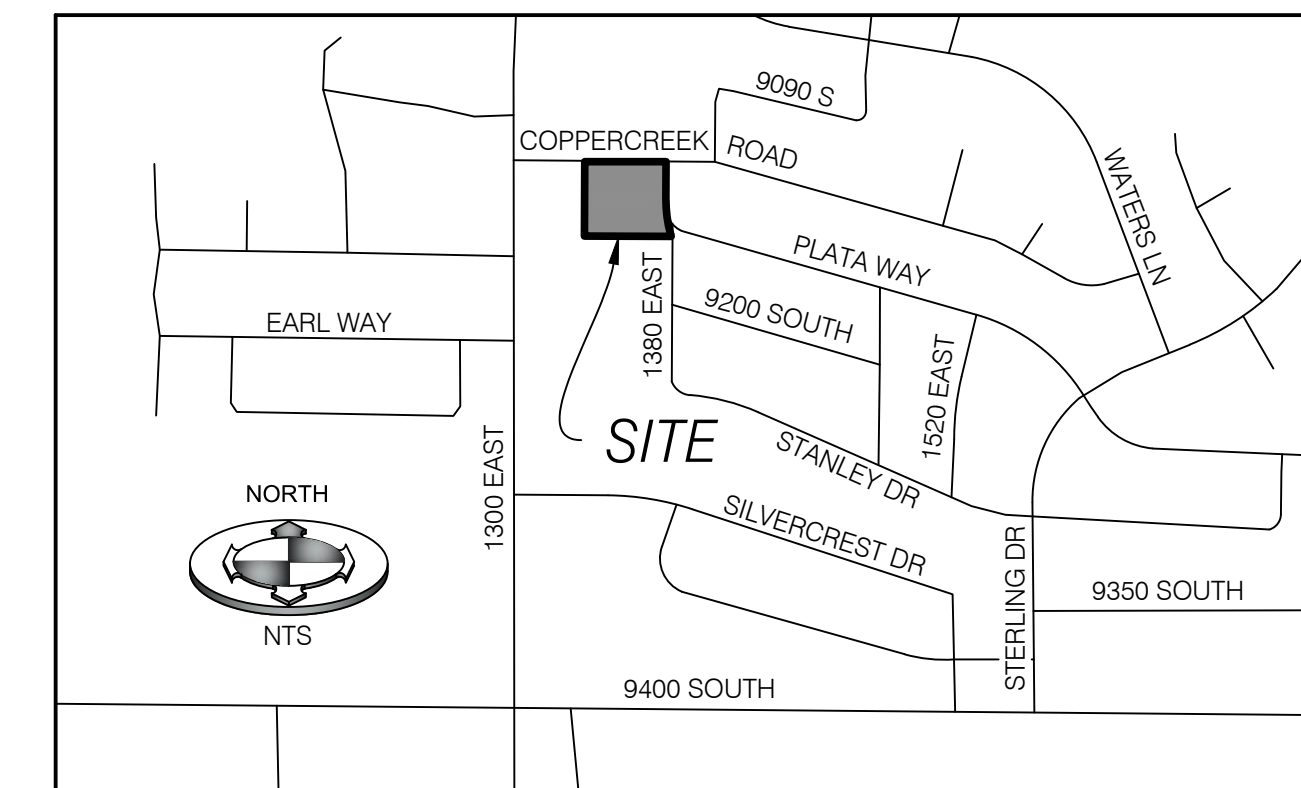 9090 S
COPPERCREEK ROAD
WATERS LN
PLATA WAY
1380 EAST
9200 SOUTH
EARL WAY
1520 EAST
SITE
STANLEY DR
1300 EAST
NORTH
SILVERCREST DR
STERLING DR
9350 SOUTH
NTS
9400 SOUTH